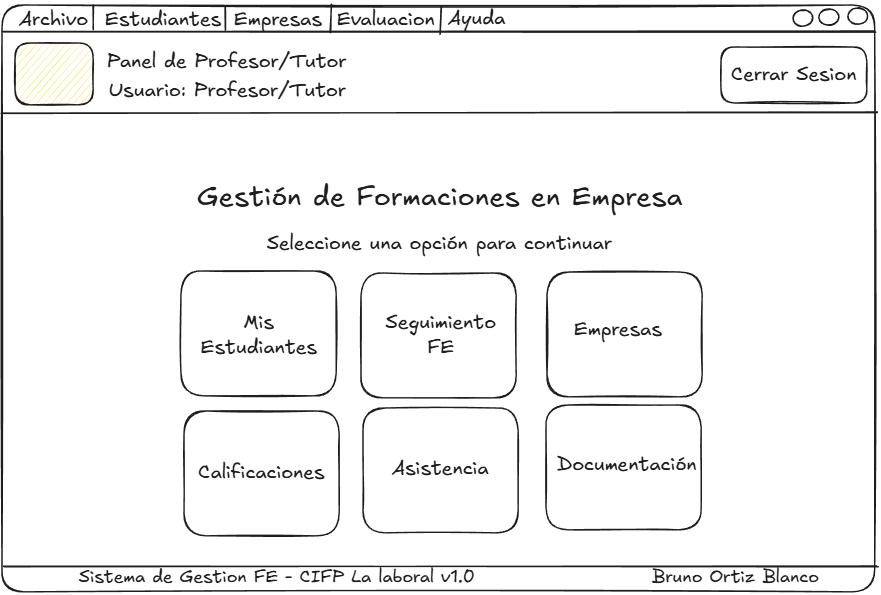 Archivo Estudiantes Empresas Evaluacion Ayuda
Panel de Profesor/Tutor
Usuario: Profesor/Tutor
Cerrar Sesion
Gestión de Formaciones en Empresa
Seleccione una opción para continuar
Mis
Estudiantes
Seguimiento
FE
Empresas
Calificaciones
Asistencia
Documentación
Sistema de Gestion FE - CIFP La laboral v1.0
Bruno Ortiz Blanco